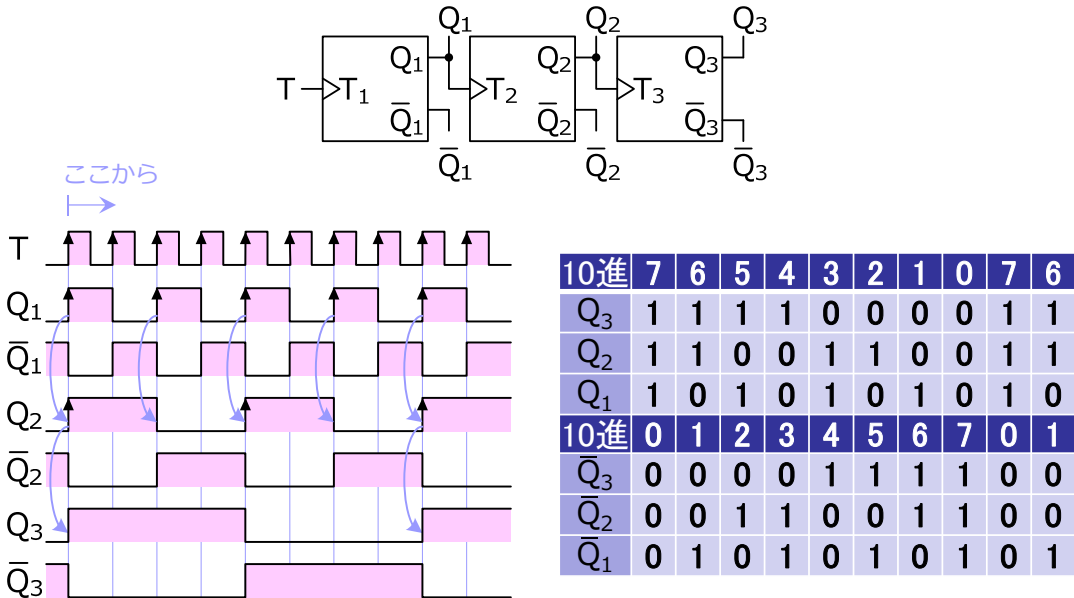 Q₁ Q₂ Q₃
Q₁ Q₂ Q₃
T T₁ T₂ T₃
Q̅₁ Q̅₂ Q̅₃
Q̅₁ Q̅₂ Q̅₃
ここから
T
Q₁
Q̅₁
Q₂
Q̅₂
Q₃
Q̅₃
10進 7 6 5 4 3 2 1 0 7 6
Q₃ 1 1 1 1 0 0 0 0 1 1
Q₂ 1 1 0 0 1 1 0 0 1 1
Q₁ 1 0 1 0 1 0 1 0 1 0
10進 0 1 2 3 4 5 6 7 0 1
Q̅₃ 0 0 0 0 1 1 1 1 0 0
Q̅₂ 0 0 1 1 0 0 1 1 0 0
Q̅₁ 0 1 0 1 0 1 0 1 0 1